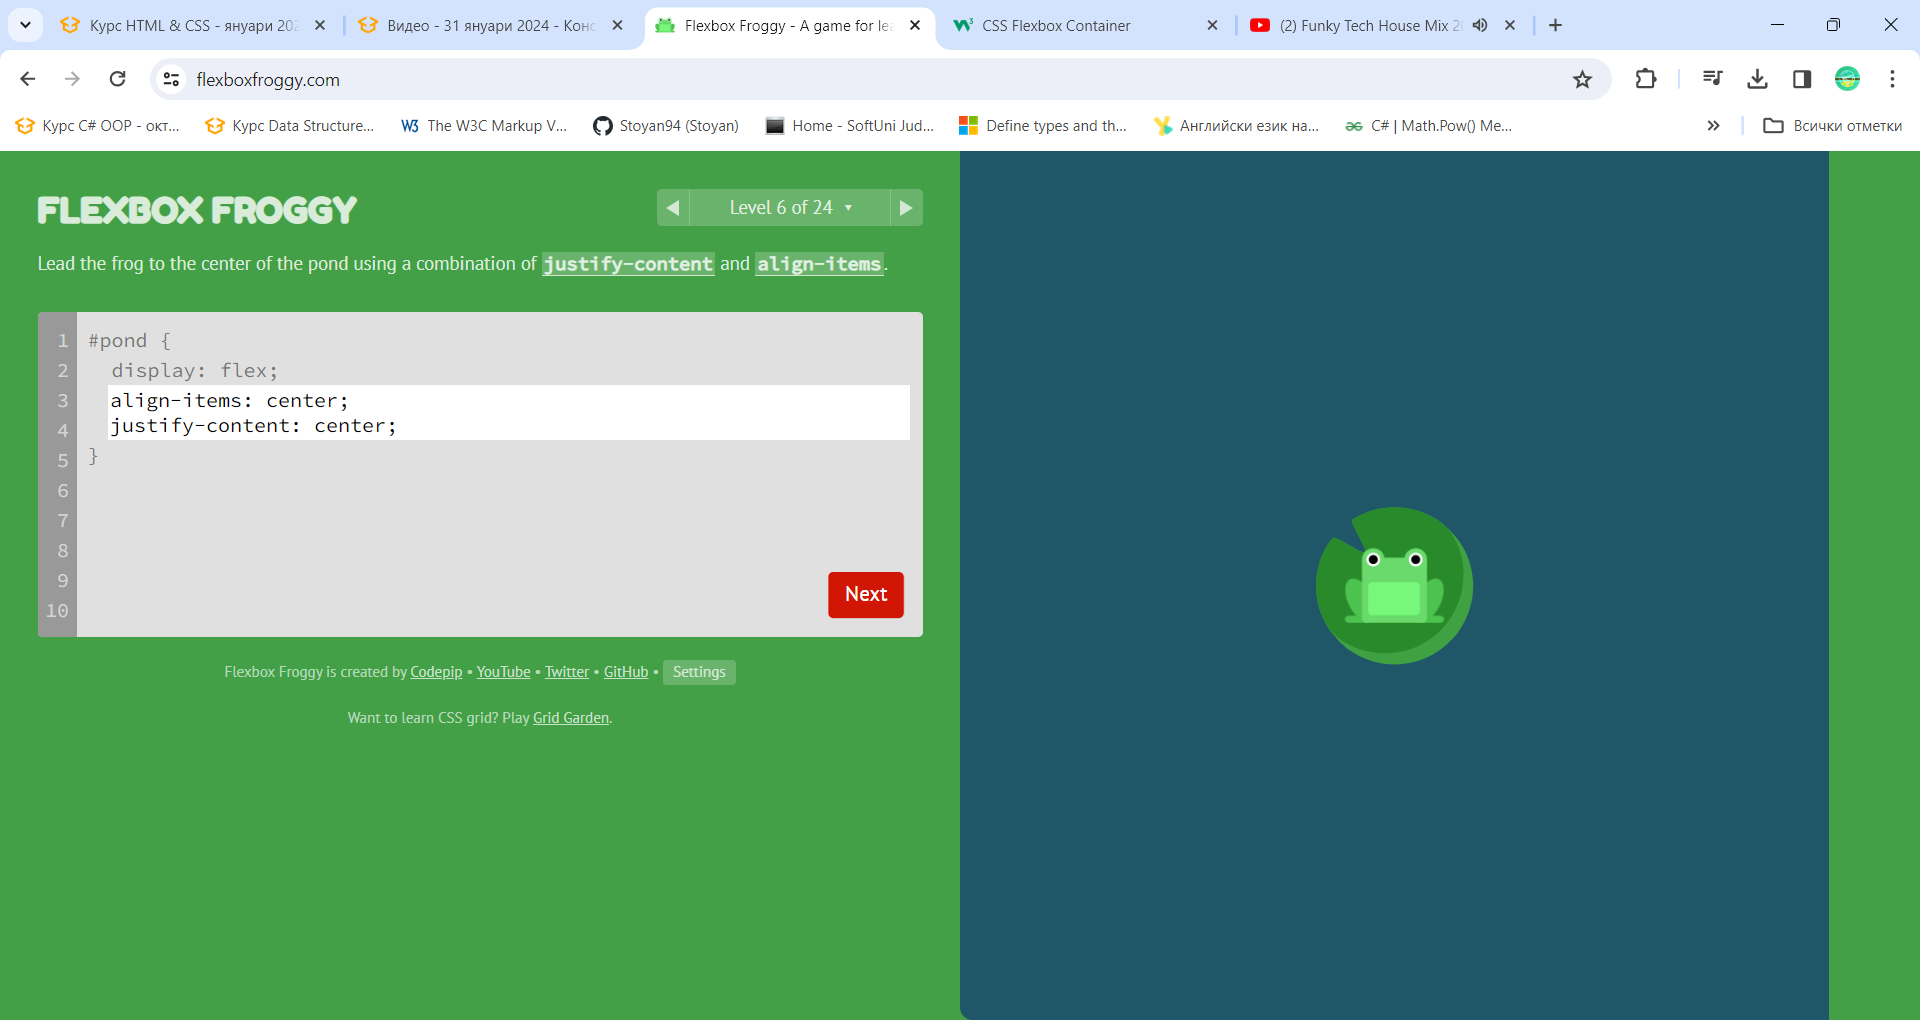 Курс HTML & CSS - януари 202
Видео - 31 януари 2024 - Конс
Flexbox Froggy - A game for lea
CSS Flexbox Container
(2) Funky Tech House Mix 2
flexboxfroggy.com
Курс C# OOP - окт...
Курс Data Structure...
W3 The W3C Markup V...
Stoyan94 (Stoyan)
Home - SoftUni Jud...
Define types and th...
Английски език на...
C# | Math.Pow() Me...
Всички отметки
FLEXBOX FROGGY
Level 6 of 24
Lead the frog to the center of the pond using a combination of justify-content and align-items.
1 #pond {
2 display: flex;
3 align-items: center;
4 justify-content: center;
5 }
6
7
8
9
10
Next
Flexbox Froggy is created by Codepip • YouTube • Twitter • GitHub • Settings
Want to learn CSS grid? Play Grid Garden.